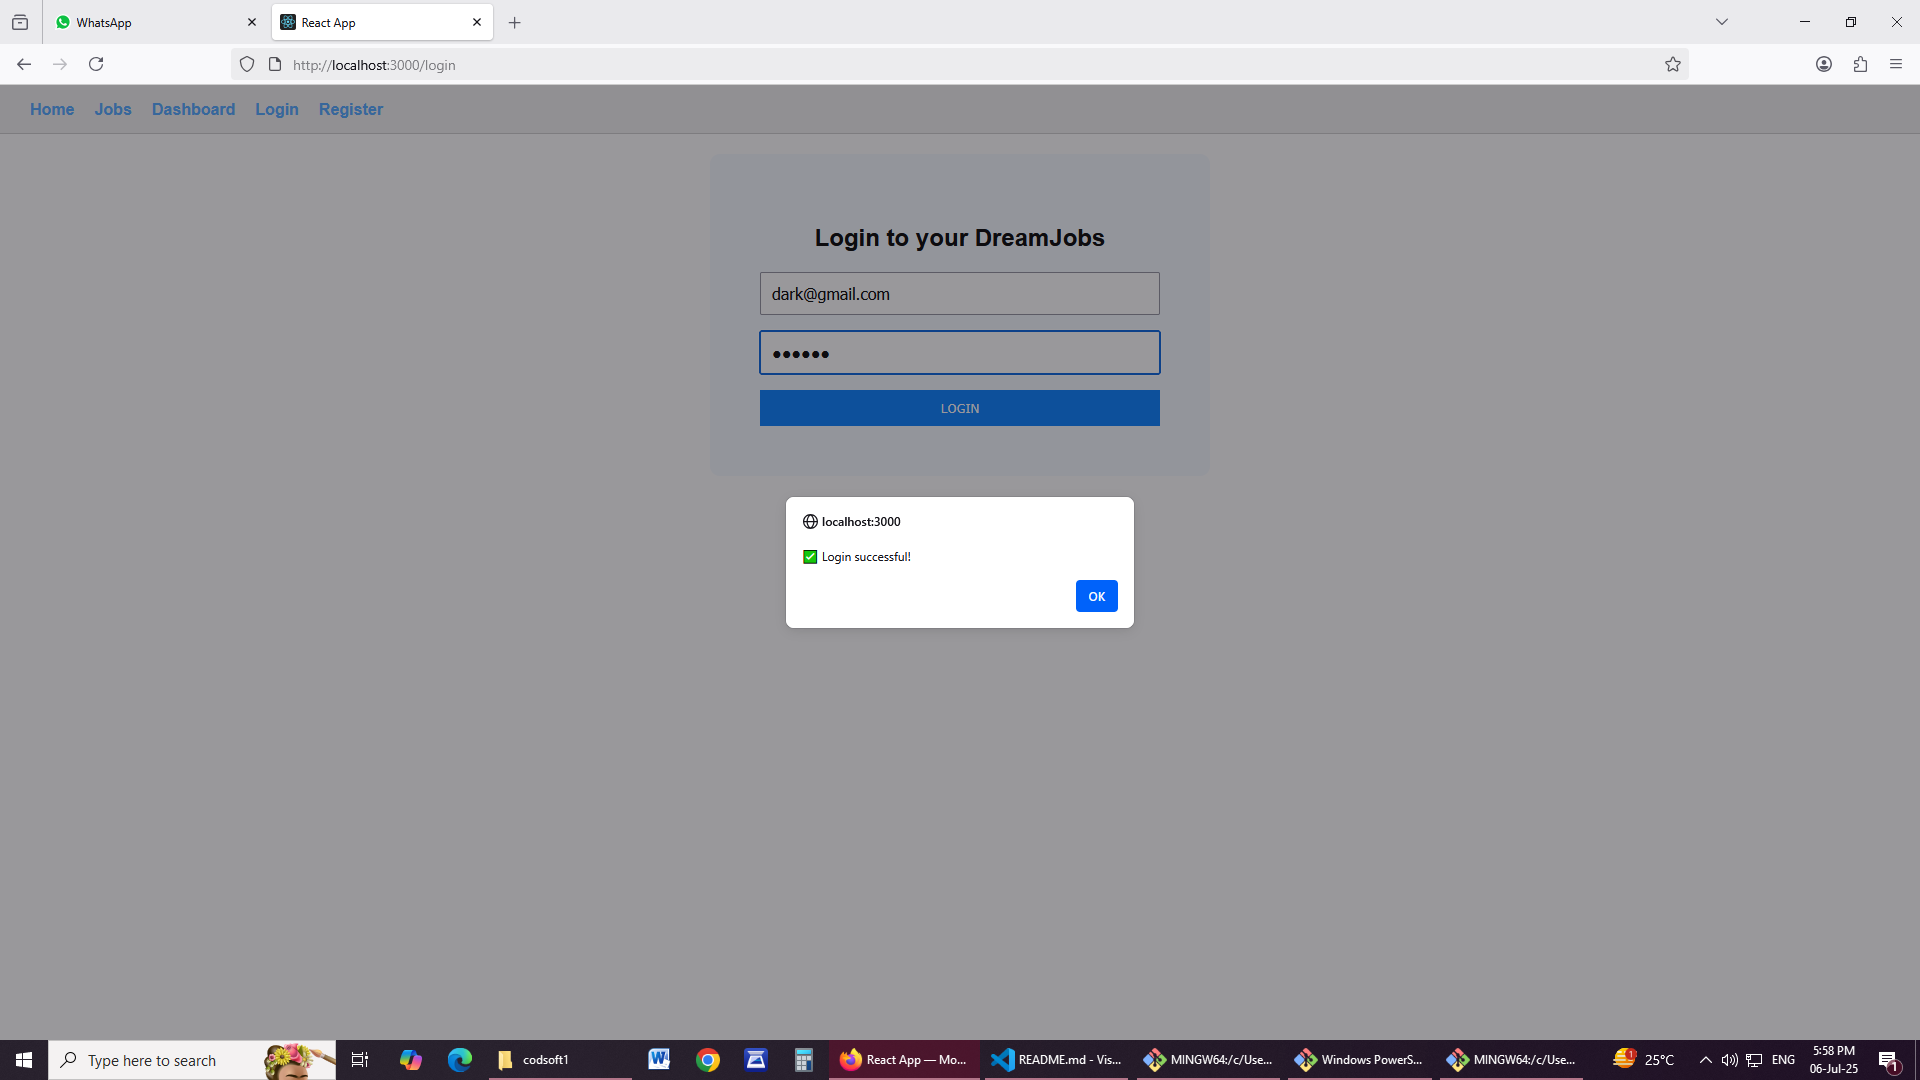 WhatsApp
React App
http://localhost:3000/login
Home Jobs Dashboard Login Register
Login to your DreamJobs
dark@gmail.com
●●●●●●
LOGIN
localhost:3000
✅ Login successful!
OK
Type here to search
codsoft1
React App — Mo...
README.md - Vis...
MINGW64:/c/Use...
Windows PowerS...
MINGW64:/c/Use...
1
25°C
ENG
5:58 PM
06-Jul-25
1